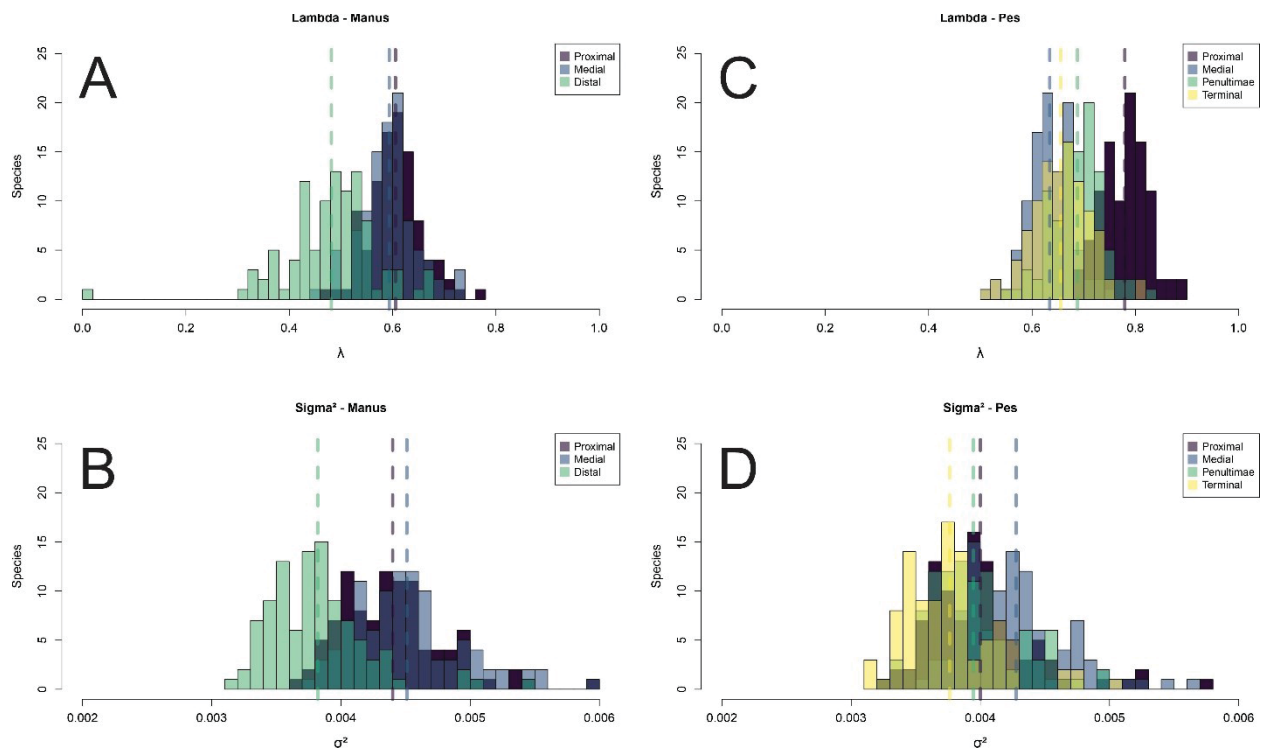 Lambda - Manus
A
25
20
15
10
5
0
Species
Proximal
Medial
Distal
0.0 0.2 0.4 0.6 0.8 1.0
λ
Lambda - Pes
C
25
20
15
10
5
0
Species
Proximal
Medial
Penultimae
Terminal
0.0 0.2 0.4 0.6 0.8 1.0
λ
Sigma² - Manus
B
25
20
15
10
5
0
Species
Proximal
Medial
Distal
0.002 0.003 0.004 0.005 0.006
σ²
Sigma² - Pes
D
25
20
15
10
5
0
Species
Proximal
Medial
Penultimae
Terminal
0.002 0.003 0.004 0.005 0.006
σ²